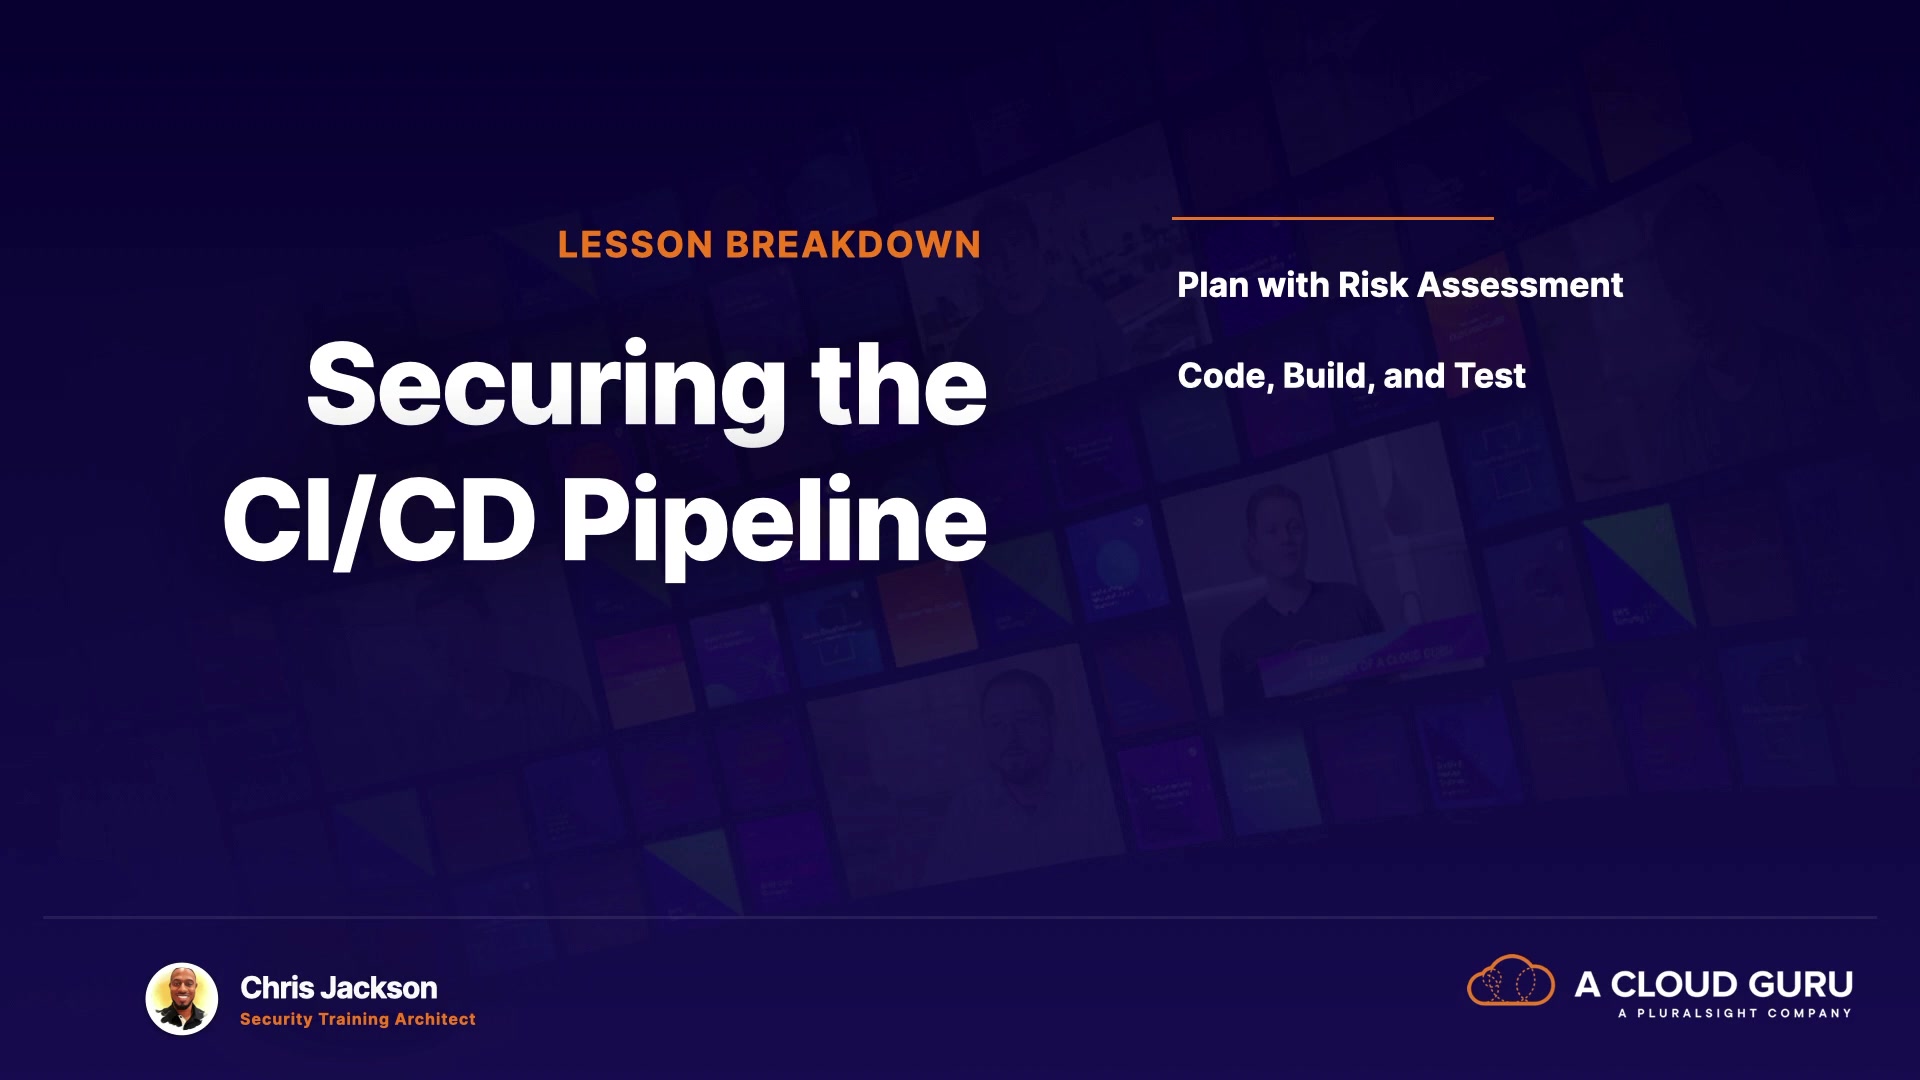 LESSON BREAKDOWN
Securing the
CI/CD Pipeline
Plan with Risk Assessment
Code, Build, and Test
Chris Jackson
Security Training Architect
A CLOUD GURU
A PLURALSIGHT COMPANY